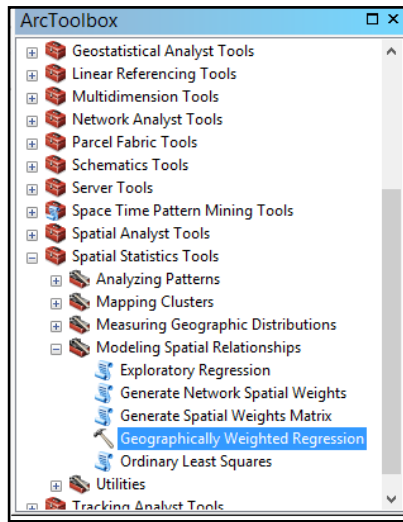 ArcToolbox
Geostatistical Analyst Tools
Linear Referencing Tools
Multidimension Tools
Network Analyst Tools
Parcel Fabric Tools
Schematics Tools
Server Tools
Space Time Pattern Mining Tools
Spatial Analyst Tools
Spatial Statistics Tools
Analyzing Patterns
Mapping Clusters
Measuring Geographic Distributions
Modeling Spatial Relationships
Exploratory Regression
Generate Network Spatial Weights
Generate Spatial Weights Matrix
Geographically Weighted Regression
Ordinary Least Squares
Utilities
Tracking Analyst Tools